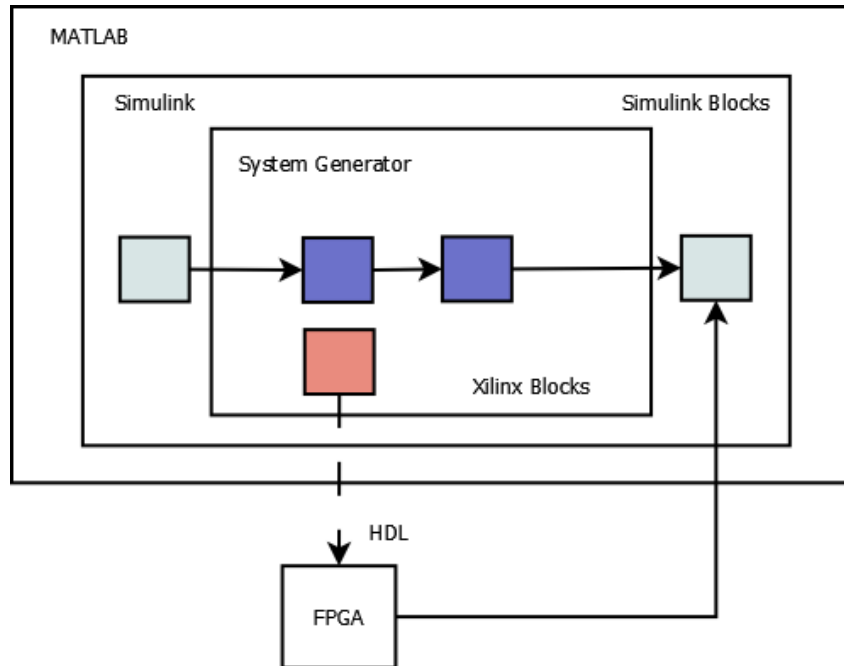 MATLAB
Simulink
Simulink Blocks
System Generator
Xilinx Blocks
HDL
FPGA